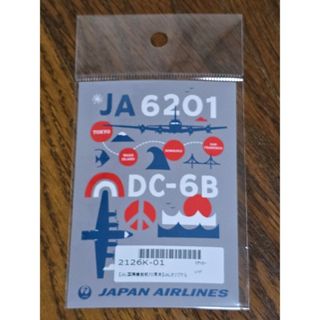 JA 6201
TOKYO
WAKE ISLAND
HONOLULU
SAN FRANCISCO
DC-6B
2126K-01
JAPAN AIRLINES